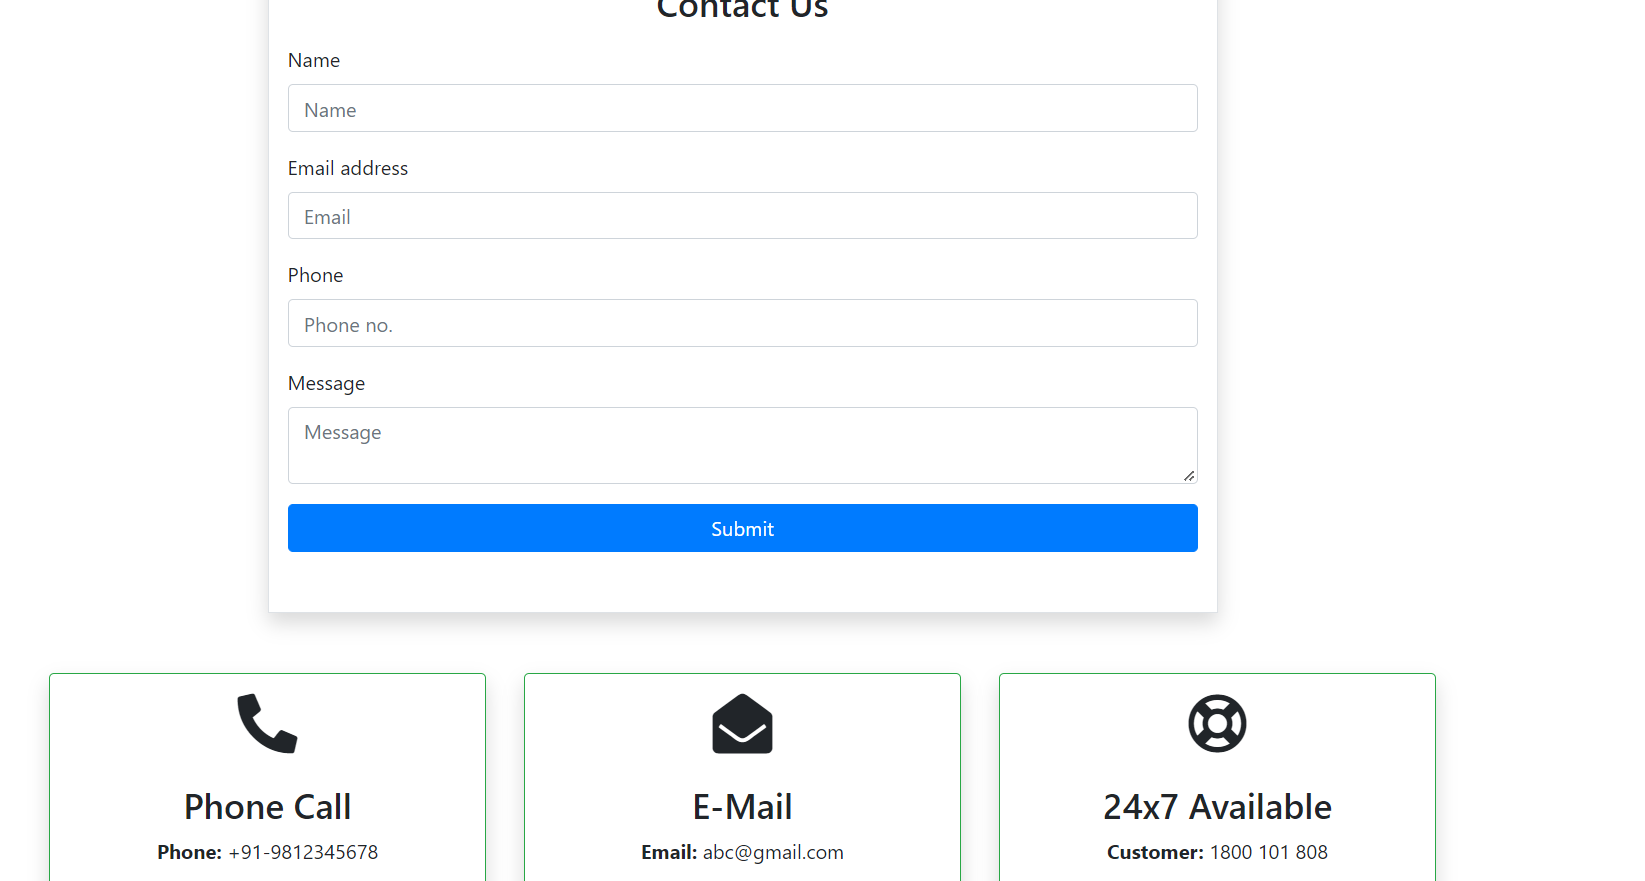 Contact Us
Name
Name
Email address
Email
Phone
Phone no.
Message
Message
Submit
Phone Call
Phone: +91-9812345678
E-Mail
Email: abc@gmail.com
24x7 Available
Customer: 1800 101 808